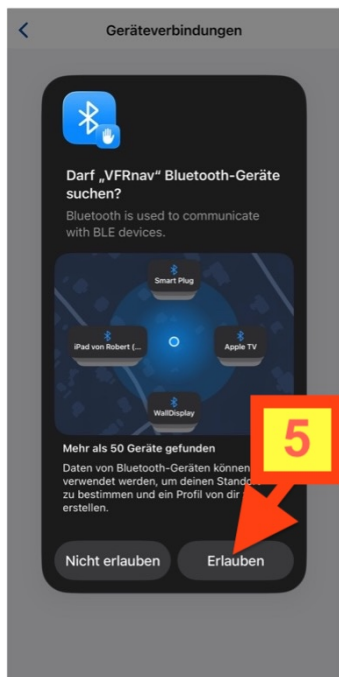 Geräteverbindungen
Darf „VFRnav“ Bluetooth-Geräte
suchen?
Bluetooth is used to communicate
with BLE devices.
Smart Plug
iPad von Robert (...
Apple TV
WallDisplay
Mehr als 50 Geräte gefunden
Daten von Bluetooth-Geräten können
verwendet werden, um deinen
zu bestimmen und ein Profil von dir
erstellen.
5
Nicht erlauben
Erlauben